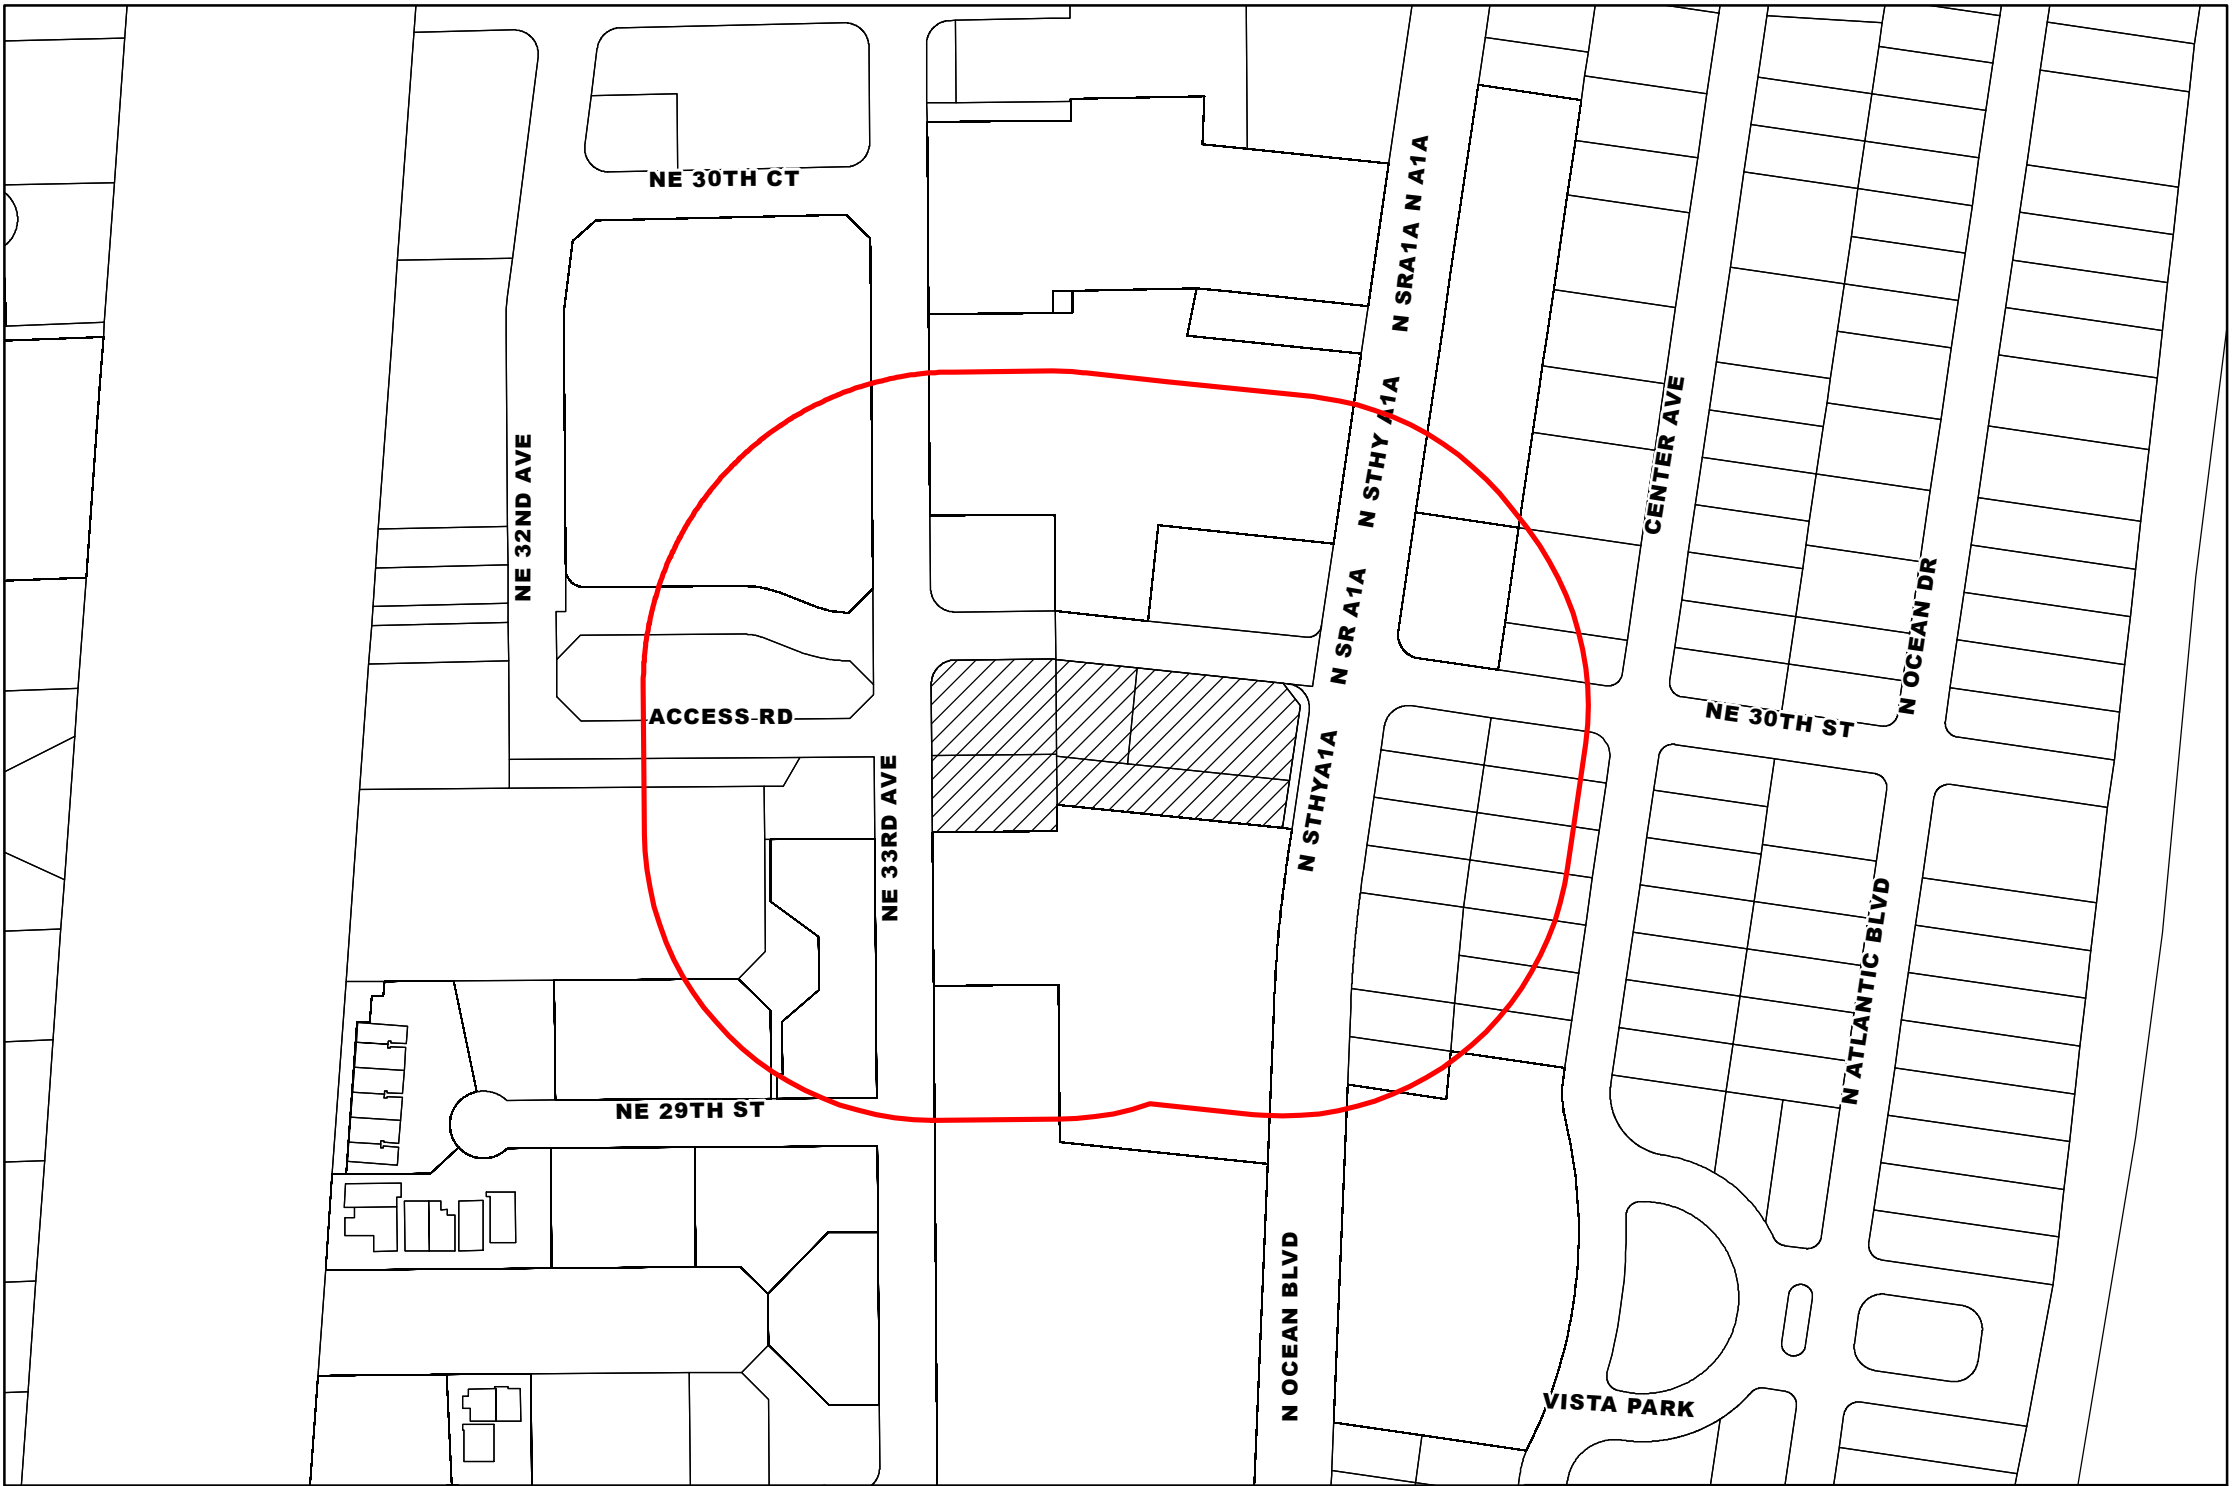 NE 30TH CT
N SRA1A N A1A
N STHY A1A
CENTER AVE
NE 32ND AVE
N SR A1A
N OCEAN DR
ACCESS RD
NE 30TH ST
N STHYA1A
NE 33RD AVE
N ATLANTIC BLVD
NE 29TH ST
N OCEAN BLVD
VISTA PARK